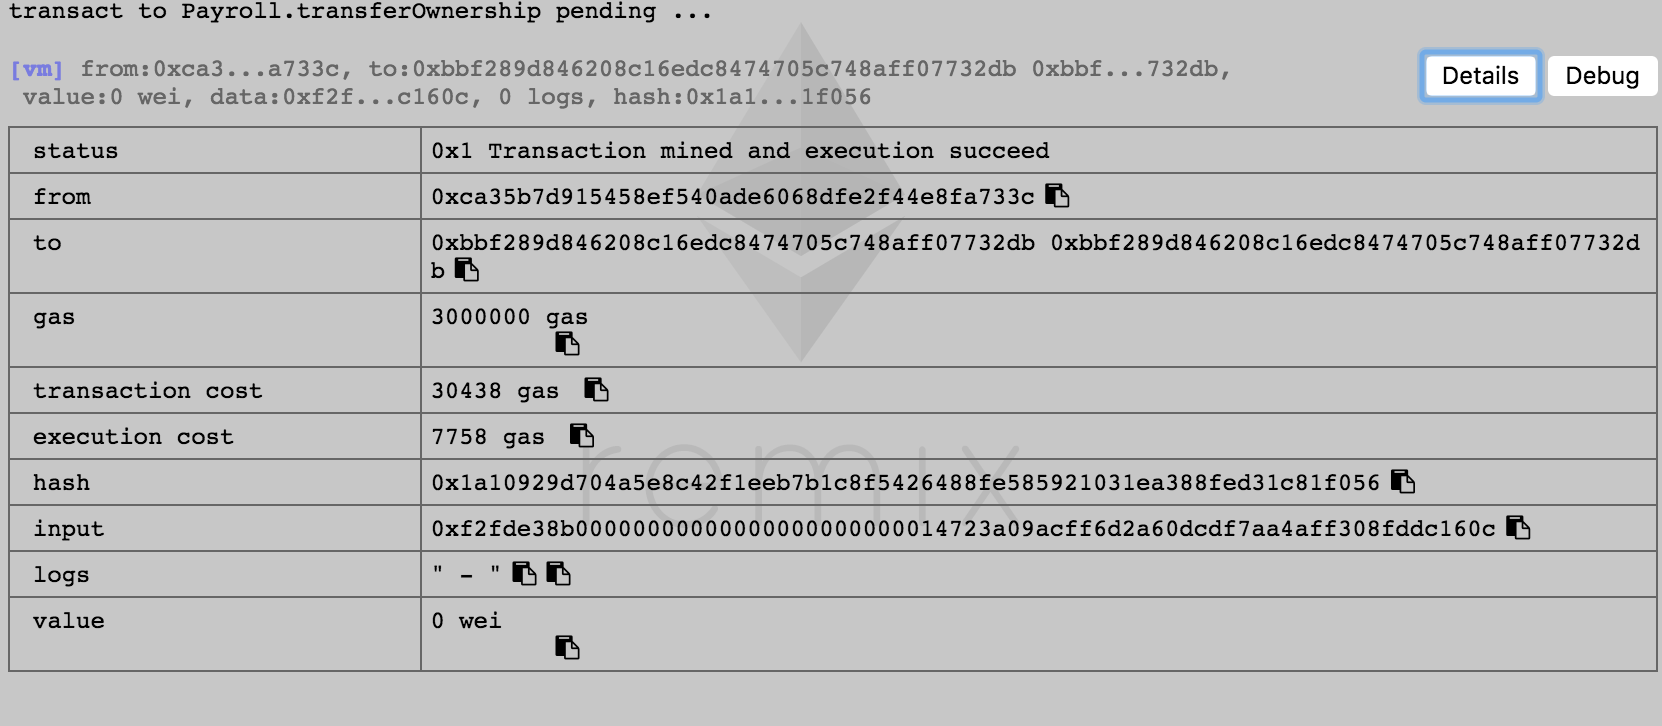 transact to Payroll.transferOwnership pending ...
[vm] from:0xca3...a733c, to:0xbbf289d846208c16edc8474705c748aff07732db 0xbbf...732db,
value:0 wei, data:0xf2f...c160c, 0 logs, hash:0x1a1...1f056
Details
Debug
status
0x1 Transaction mined and execution succeed
from
0xca35b7d915458ef540ade6068dfe2f44e8fa733c
to
0xbbf289d846208c16edc8474705c748aff07732db 0xbbf289d846208c16edc8474705c748aff07732d
b
gas
3000000 gas
transaction cost
30438 gas
execution cost
7758 gas
hash
0x1a10929d704a5e8c42f1eeb7b1c8f5426488fe585921031ea388fed31c81f056
input
0xf2fde38b00000000000000000000000014723a09acff6d2a60dcdf7aa4aff308fddc160c
logs
" - "
value
0 wei
remix